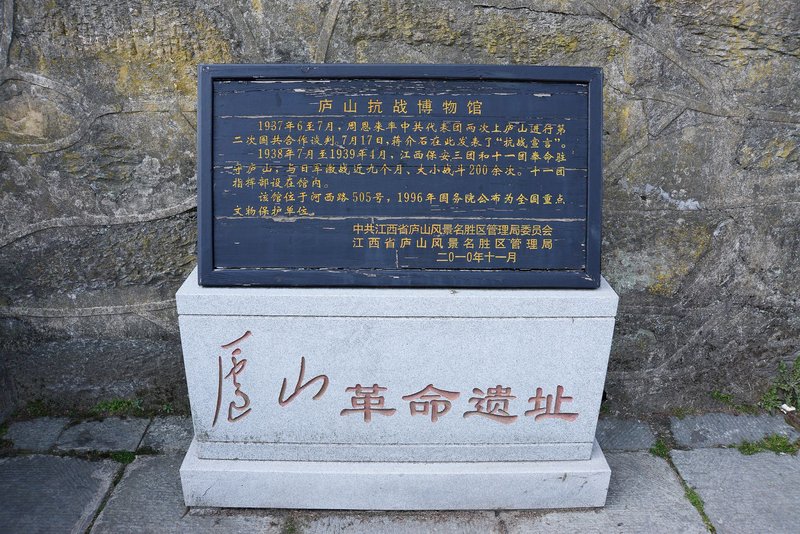 庐山抗战博物馆
1937年6至7月，周恩来率中共代表团两次上庐山进行第
二次国共合作谈判，7月17日，蒋介石在此发表了“抗战宣言”。
1938年7月至1939年4月，江西保安三团和十一团奉命驻
守庐山，与日军激战近九个月、大小战斗200余次。十一团
指挥部设在馆内。
该馆位于河西路505号，1996年国务院公布为全国重点
文物保护单位。
中共江西省庐山风景名胜区管理局委员会
江西省庐山风景名胜区管理局
二0一0年十一月
庐山革命遗址